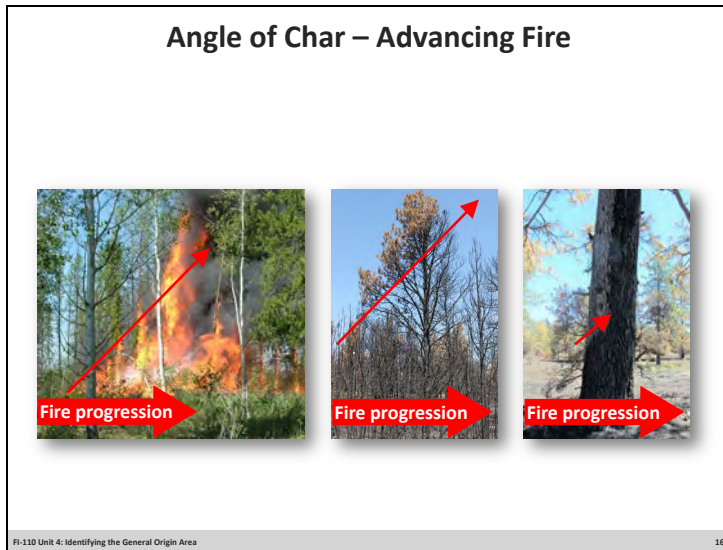 Angle of Char – Advancing Fire
Fire progression
Fire progression
Fire progression
FI-110 Unit 4: Identifying the General Origin Area
16